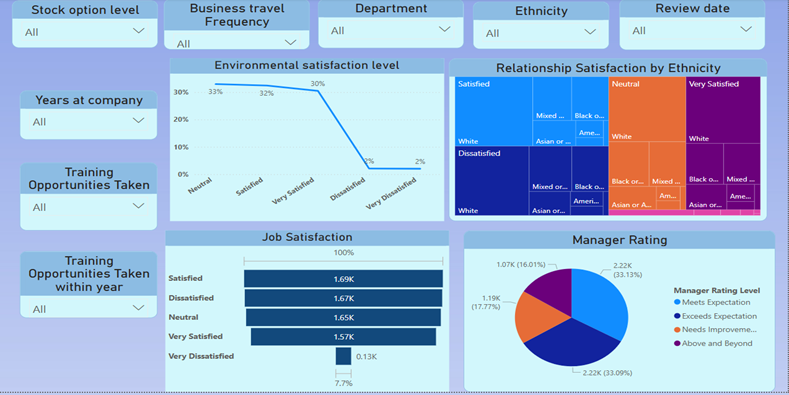 Stock option level
All
Business travel
Frequency
All
Department
All
Ethnicity
All
Review date
All
Years at company
All
Training
Opportunities Taken
All
Training
Opportunities Taken
within year
All
Environmental satisfaction level
30%
20%
10%
0%
33%
32%
30%
2%
2%
Neutral
Satisfied
Very Satisfied
Dissatisfied
Very Dissatisfied
Relationship Satisfaction by Ethnicity
Satisfied
White
Mixed ...
Black o...
Asian or ...
Ame...
Dissatisfied
White
Mixed or...
Black o...
Asian or...
Ameri...
Neutral
White
Black or...
Mixed ...
Asian or A...
Am...
Very Satisfied
White
Black or...
Mixed ...
Asian or...
Ame...
Job Satisfaction
100%
Satisfied 1.69K
Dissatisfied 1.67K
Neutral 1.65K
Very Satisfied 1.57K
Very Dissatisfied 0.13K
7.7%
Manager Rating
1.07K (16.01%)
2.22K
(33.13%)
1.19K
(17.77%)
2.22K (33.09%)
Manager Rating Level
Meets Expectation
Exceeds Expectation
Needs Improveme...
Above and Beyond